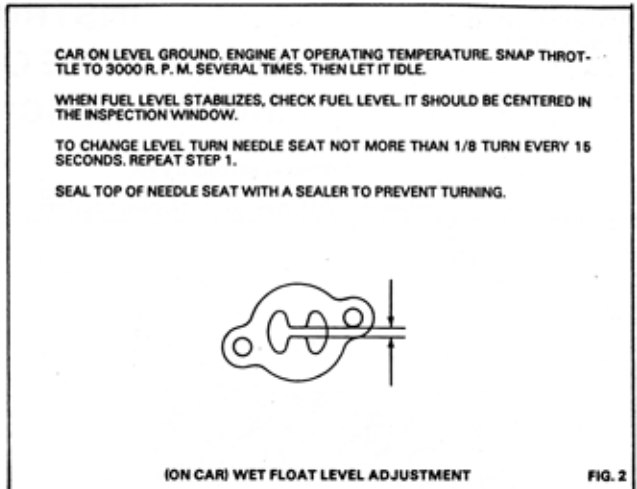 CAR ON LEVEL GROUND. ENGINE AT OPERATING TEMPERATURE. SNAP THROT-
TLE TO 3000 R. P. M. SEVERAL TIMES. THEN LET IT IDLE.
WHEN FUEL LEVEL STABILIZES, CHECK FUEL LEVEL. IT SHOULD BE CENTERED IN
THE INSPECTION WINDOW.
TO CHANGE LEVEL TURN NEEDLE SEAT NOT MORE THAN 1/8 TURN EVERY 15
SECONDS. REPEAT STEP 1.
SEAL TOP OF NEEDLE SEAT WITH A SEALER TO PREVENT TURNING.
(ON CAR) WET FLOAT LEVEL ADJUSTMENT
FIG. 2